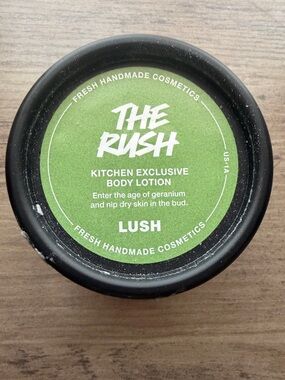 FRESH HANDMADE COSMETICS
THE
RUSH
KITCHEN EXCLUSIVE
BODY LOTION
Enter the age of geranium
and nip dry skin in the bud.
LUSH
FRESH HANDMADE COSMETICS
US-1A